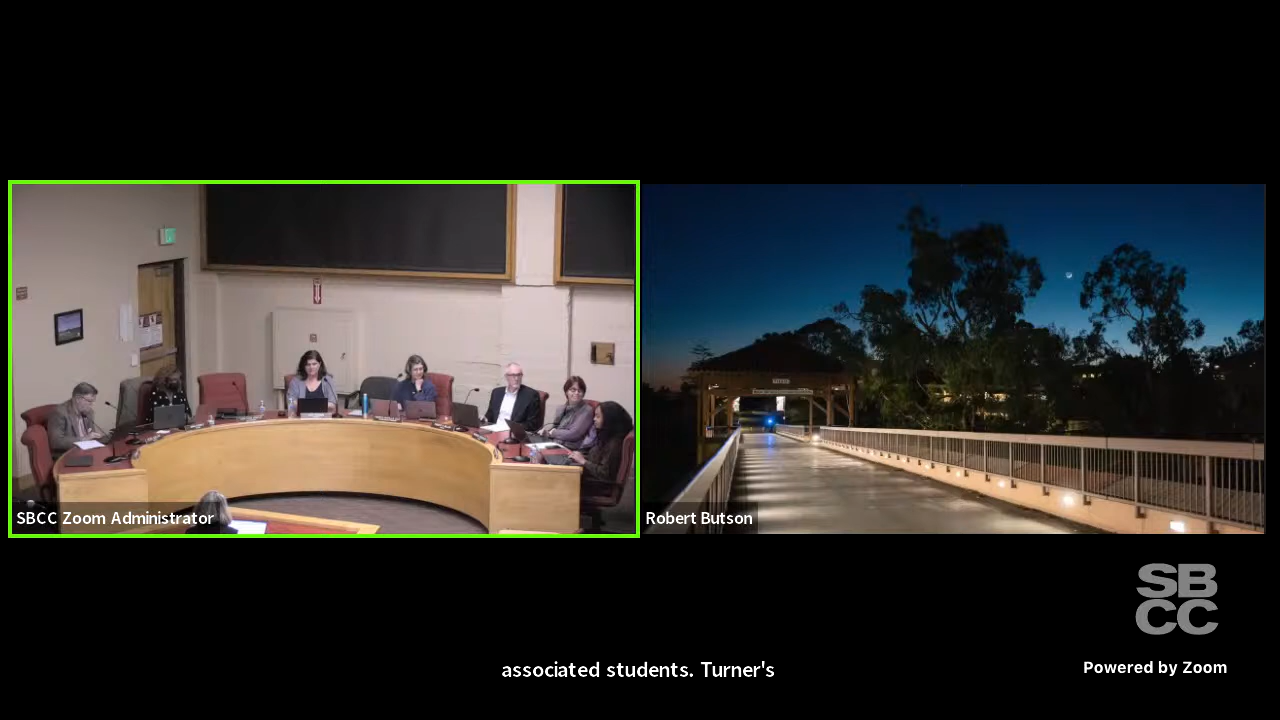 SBCC Zoom Administrator
Robert Butson
SB
CC
associated students. Turner's
Powered by Zoom